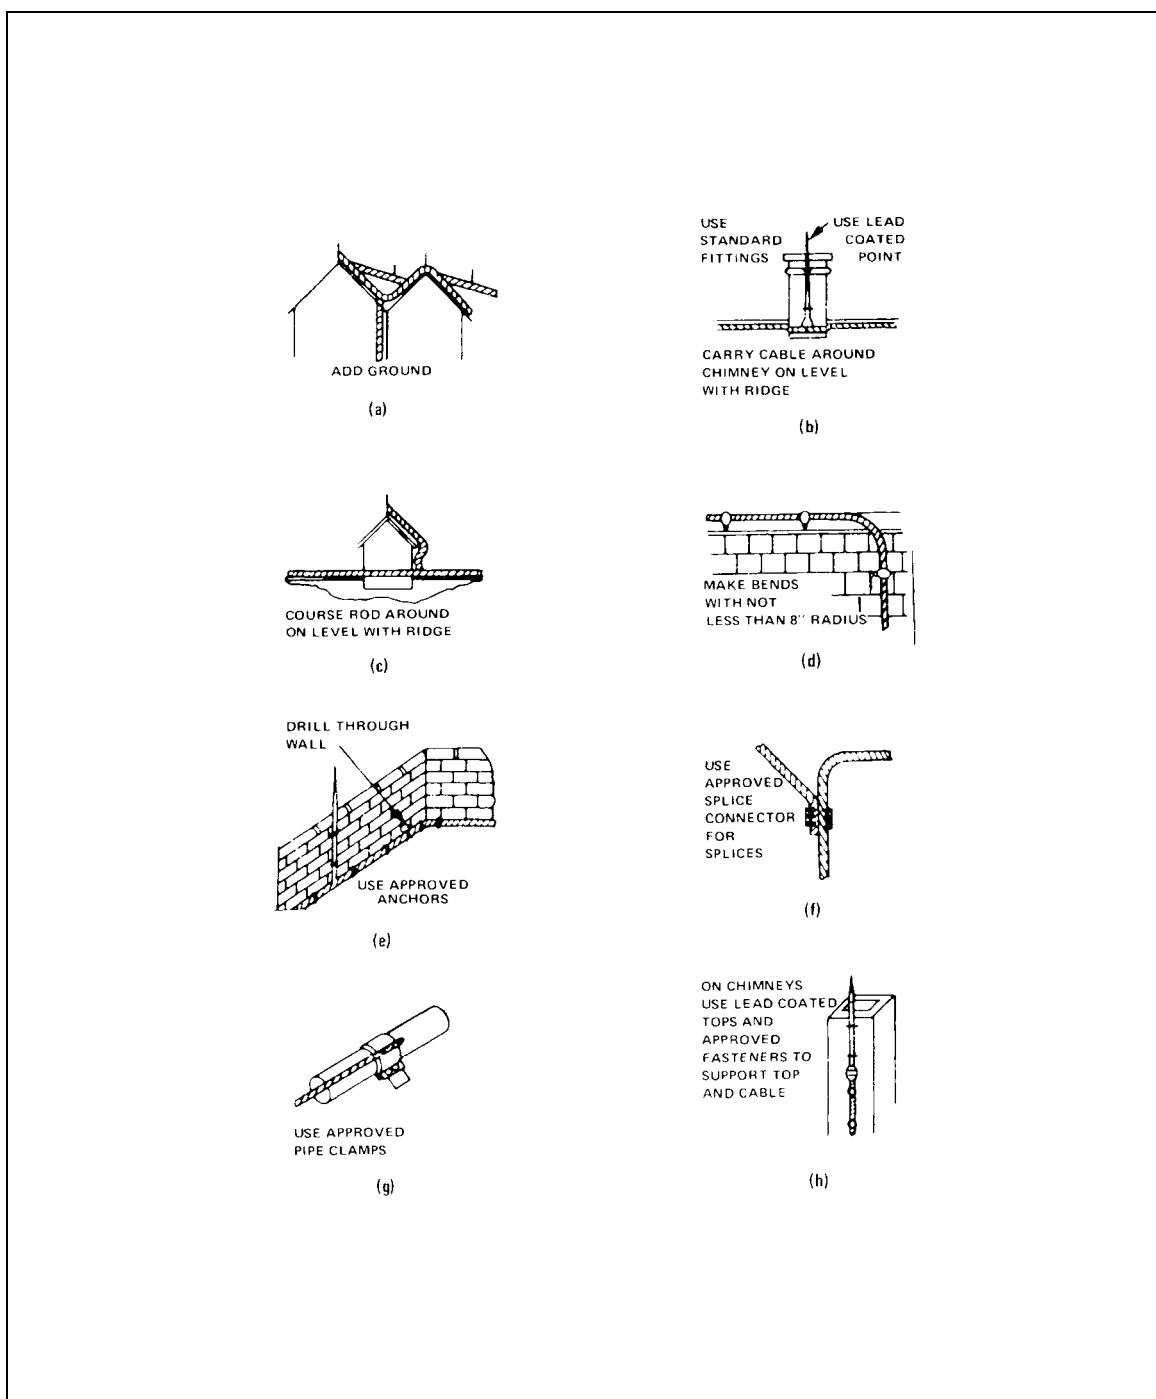 ADD GROUND
(a)
USE
STANDARD
FITTINGS
USE LEAD
COATED
POINT
CARRY CABLE AROUND
CHIMNEY ON LEVEL
WITH RIDGE
(b)
COURSE ROD AROUND
ON LEVEL WITH RIDGE
(c)
MAKE BENDS
WITH NOT
LESS THAN 8" RADIUS
(d)
DRILL THROUGH
WALL
USE APPROVED
ANCHORS
(e)
USE
APPROVED
SPLICE
CONNECTOR
FOR
SPLICES
(f)
USE APPROVED
PIPE CLAMPS
(g)
ON CHIMNEYS
USE LEAD COATED
TOPS AND
APPROVED
FASTENERS TO
SUPPORT TOP
AND CABLE
(h)